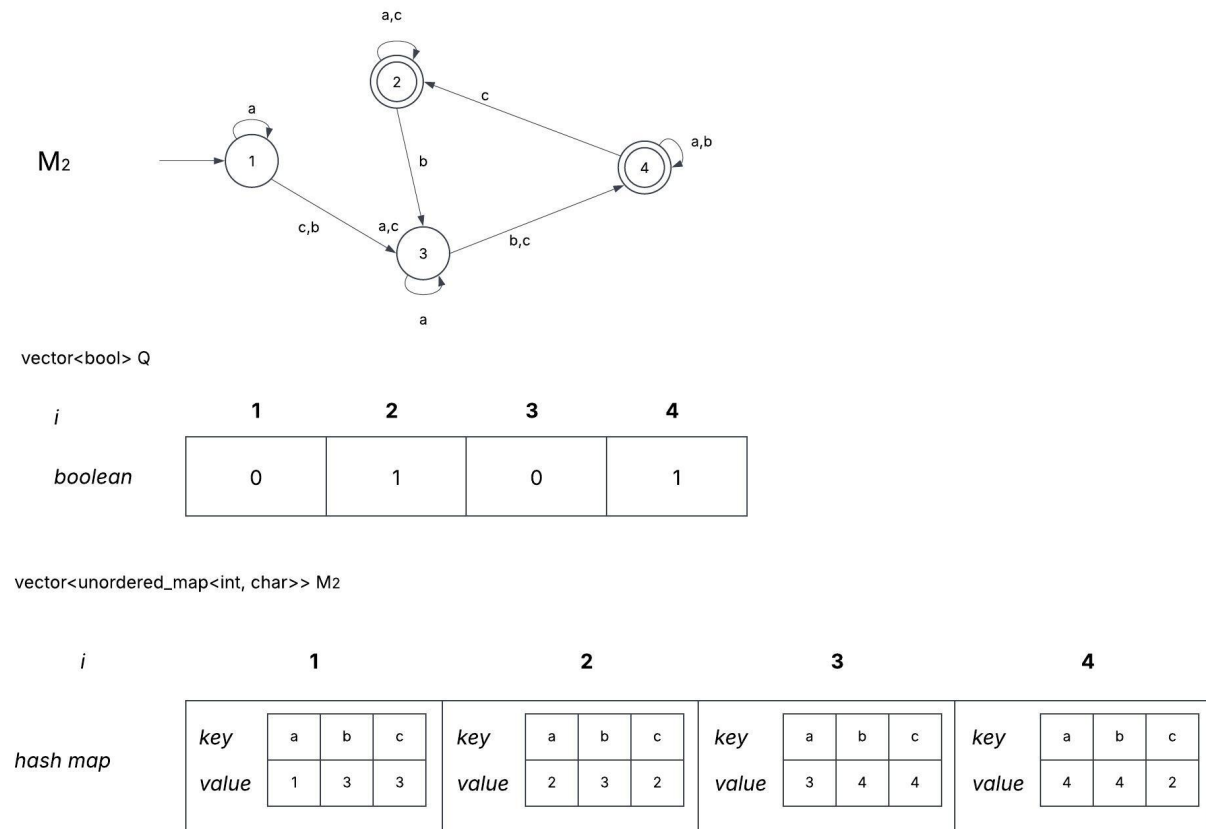 a,c
2
c
a
a,b
M2
1
4
b
c,b
a,c
b,c
3
a
vector<bool> Q
i 1 2 3 4
boolean 0 1 0 1
vector<unordered_map<int, char>> M2
i 1 2 3 4
key a b c key a b c key a b c key a b c
hash map
value 1 3 3 value 2 3 2 value 3 4 4 value 4 4 2